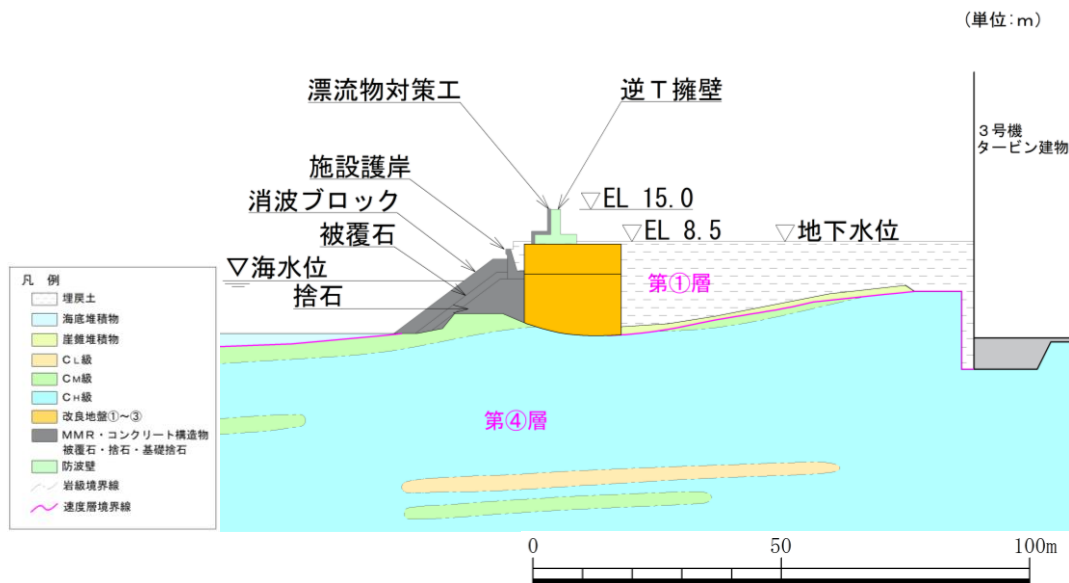 (単位:m)
漂流物対策工
逆T擁壁
3号機
タービン建物
施設護岸
消波ブロック
▽EL 15.0
被覆石
▽EL 8.5
▽地下水位
▽海水位
捨石
第①層
第④層
凡 例
埋戻土
海底堆積物
崖錐堆積物
CL級
CM級
CH級
改良地盤①~③
MMR・コンクリート構造物
被覆石・捨石・基礎捨石
防波壁
岩級境界線
速度層境界線
0 50 100m